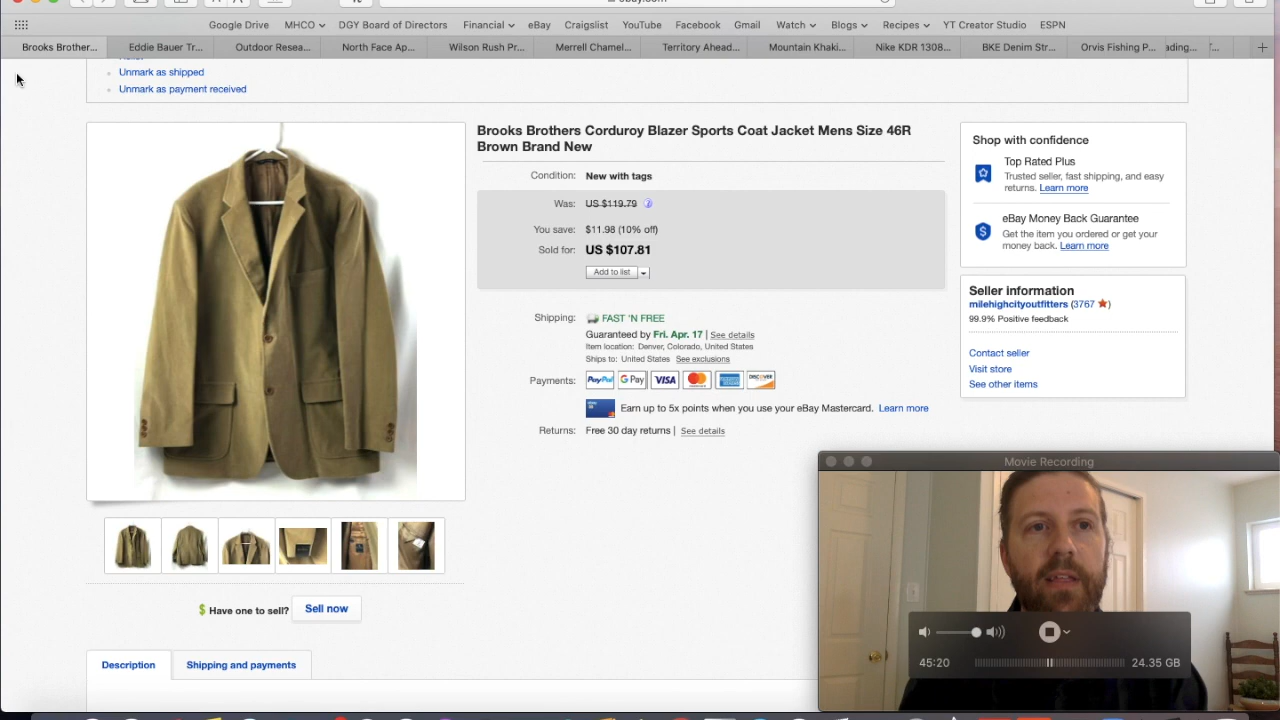 ebay.com
Google Drive MHCO DGY Board of Directors Financial eBay Craigslist YouTube Facebook Gmail Watch Blogs Recipes YT Creator Studio ESPN
Brooks Brother... Eddie Bauer Tr... Outdoor Resea... North Face Ap... Wilson Rush Pr... Merrell Chamel... Territory Ahead... Mountain Khaki... Nike KDR 1308... BKE Denim Str... Orvis Fishing P... ading...
Unmark as shipped
Unmark as payment received
Brooks Brothers Corduroy Blazer Sports Coat Jacket Mens Size 46R
Brown Brand New
Condition: New with tags
Was: US $119.79
You save: $11.98 (10% off)
Sold for: US $107.81
Add to list
Shipping: FAST 'N FREE
Guaranteed by Fri. Apr. 17 | See details
Item location: Denver, Colorado, United States
Ships to: United States See exclusions
Payments: PayPal G Pay VISA DISCOVER
Earn up to 5x points when you use your eBay Mastercard. Learn more
Returns: Free 30 day returns | See details
Shop with confidence
Top Rated Plus
Trusted seller, fast shipping, and easy
returns. Learn more
eBay Money Back Guarantee
Get the item you ordered or get your
money back. Learn more
Seller information
milehighcityoutfitters (3767)
99.9% Positive feedback
Contact seller
Visit store
See other items
Have one to sell? Sell now
Description Shipping and payments
Movie Recording
45:20 24.35 GB